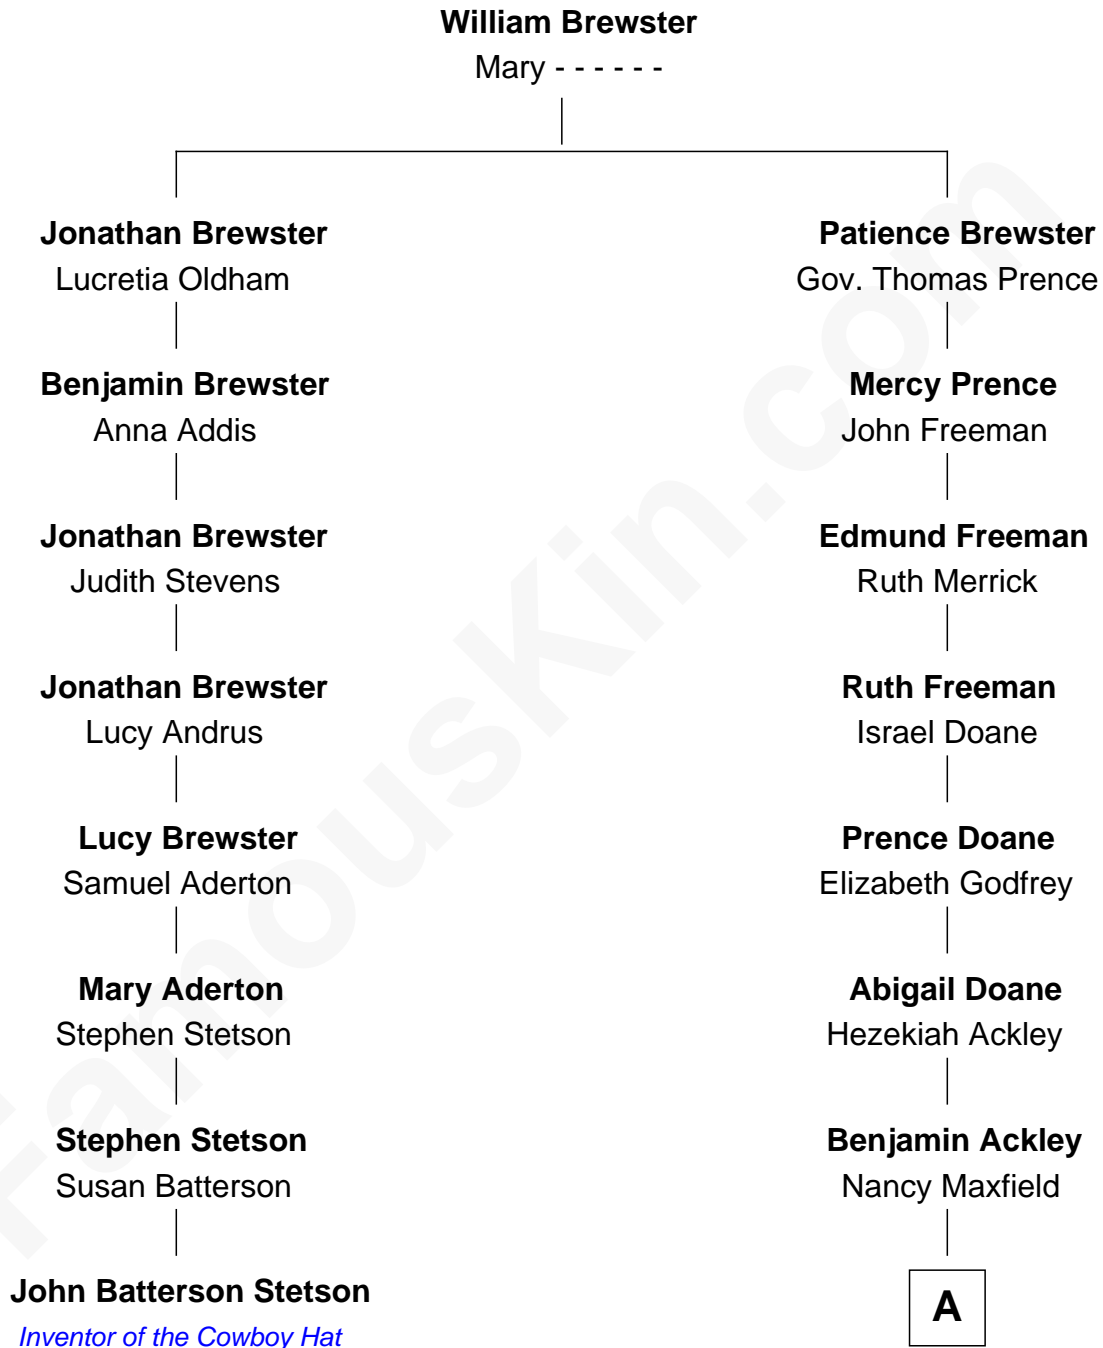 William Brewster
Mary - - - - - -
Jonathan Brewster
Lucretia Oldham
Patience Brewster
Gov. Thomas Prence
Benjamin Brewster
Anna Addis
Mercy Prence
John Freeman
Jonathan Brewster
Judith Stevens
Edmund Freeman
Ruth Merrick
Jonathan Brewster
Lucy Andrus
Ruth Freeman
Israel Doane
Lucy Brewster
Samuel Aderton
Prence Doane
Elizabeth Godfrey
Mary Aderton
Stephen Stetson
Abigail Doane
Hezekiah Ackley
Stephen Stetson
Susan Batterson
Benjamin Ackley
Nancy Maxfield
John Batterson Stetson
Inventor of the Cowboy Hat
A
FamousKin.com